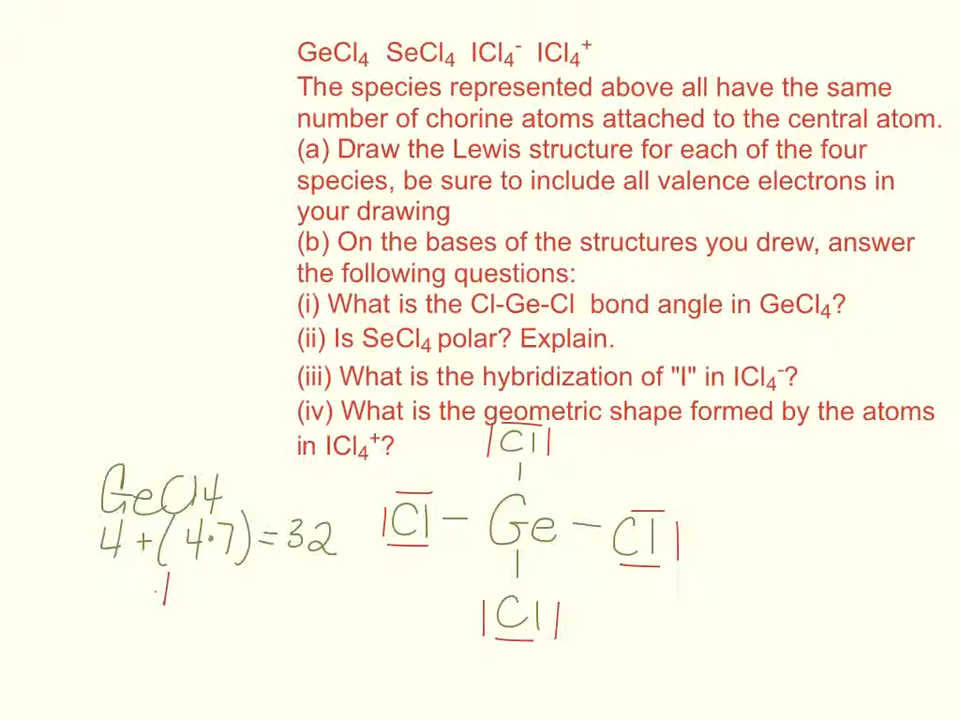 GeCl₄ SeCl₄ ICl₄⁻ ICl₄⁺
The species represented above all have the same
number of chorine atoms attached to the central atom.
(a) Draw the Lewis structure for each of the four
species, be sure to include all valence electrons in
your drawing
(b) On the bases of the structures you drew, answer
the following questions:
(i) What is the Cl-Ge-Cl bond angle in GeCl₄?
(ii) Is SeCl₄ polar? Explain.
(iii) What is the hybridization of "I" in ICl₄⁻?
(iv) What is the geometric shape formed by the atoms
in ICl₄⁺?
Cl
GeCl4
4 + (4·7) = 32
Cl – Ge – Cl
Cl